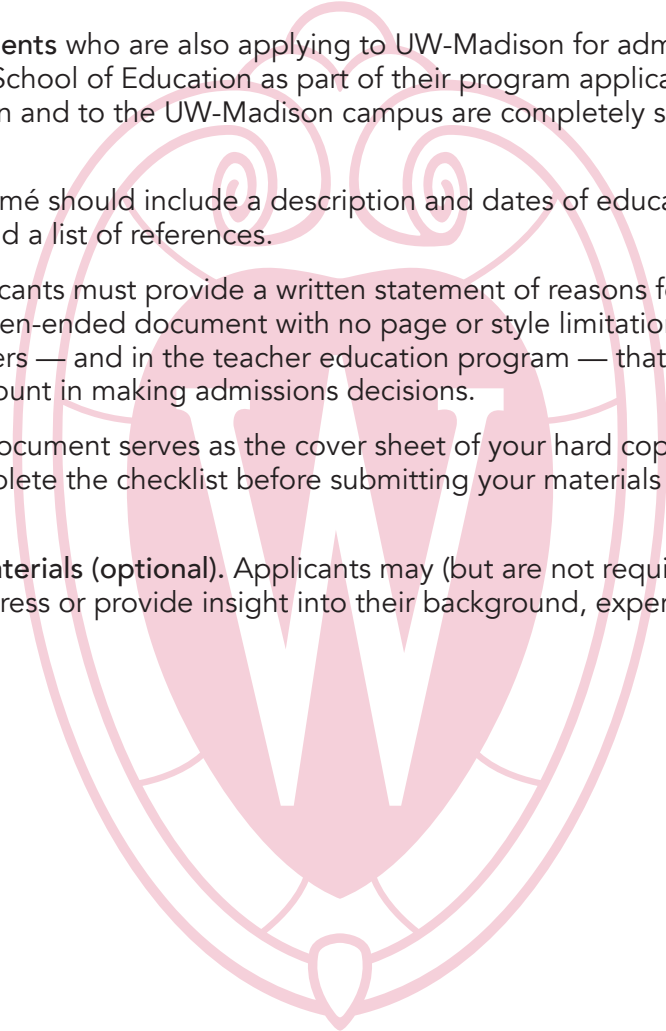 ents who are also applying to UW-Madison for adm
School of Education as part of their program applica
n and to the UW-Madison campus are completely s
mé should include a description and dates of educa
d a list of references.
cants must provide a written statement of reasons f
en-ended document with no page or style limitation
ers — and in the teacher education program — that
ount in making admissions decisions.
ocument serves as the cover sheet of your hard cop
plete the checklist before submitting your materials
aterials (optional). Applicants may (but are not requi
ress or provide insight into their background, exper
W